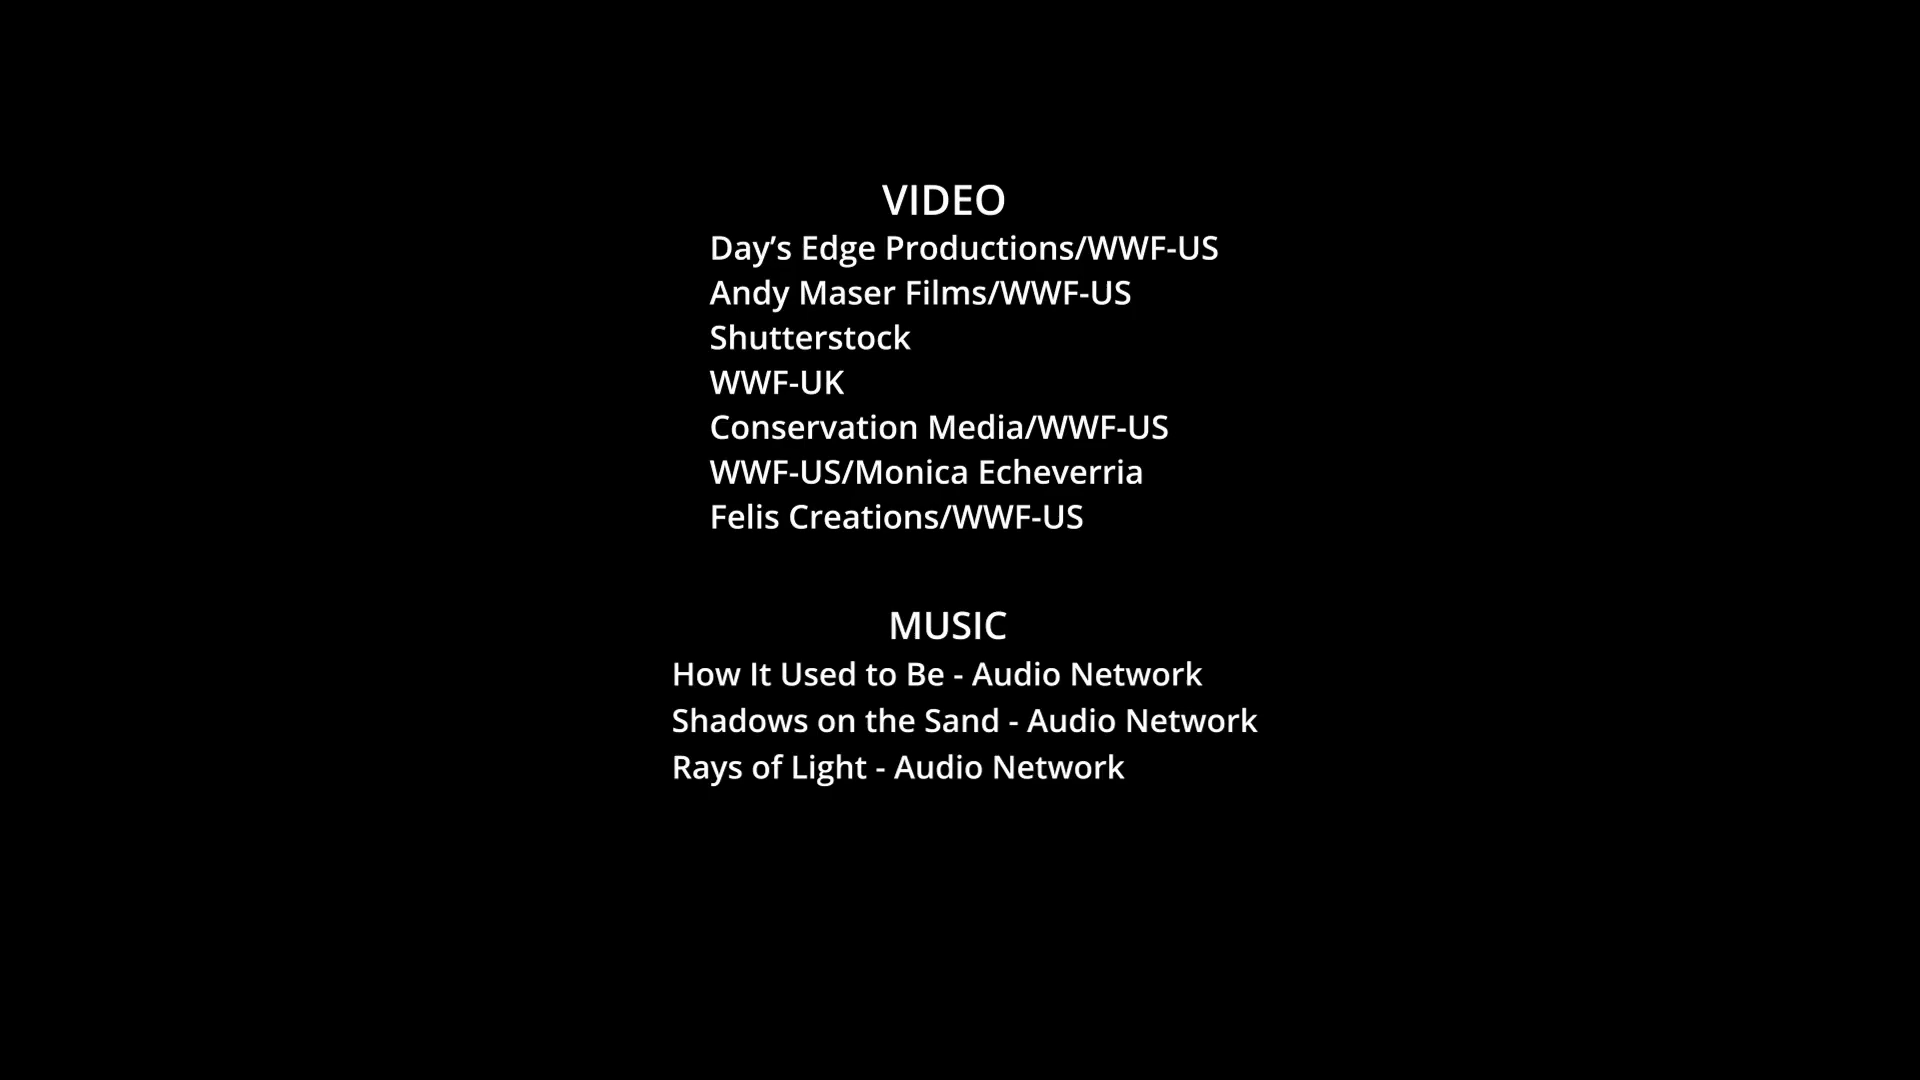 VIDEO
Day’s Edge Productions/WWF-US
Andy Maser Films/WWF-US
Shutterstock
WWF-UK
Conservation Media/WWF-US
WWF-US/Monica Echeverria
Felis Creations/WWF-US
MUSIC
How It Used to Be - Audio Network
Shadows on the Sand - Audio Network
Rays of Light - Audio Network